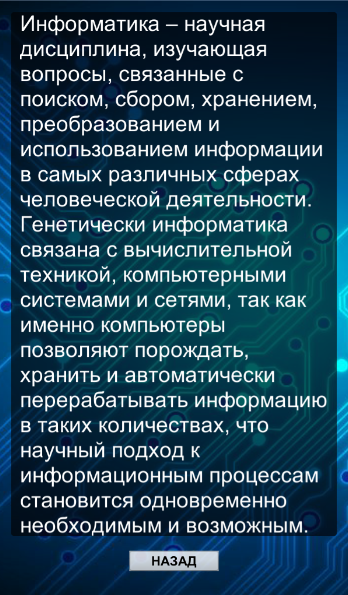 Информатика – научная
дисциплина, изучающая
вопросы, связанные с
поиском, сбором, хранением,
преобразованием и
использованием информации
в самых различных сферах
человеческой деятельности.
Генетически информатика
связана с вычислительной
техникой, компьютерными
системами и сетями, так как
именно компьютеры
позволяют порождать,
хранить и автоматически
перерабатывать информацию
в таких количествах, что
научный подход к
информационным процессам
становится одновременно
необходимым и возможным.
НАЗАД